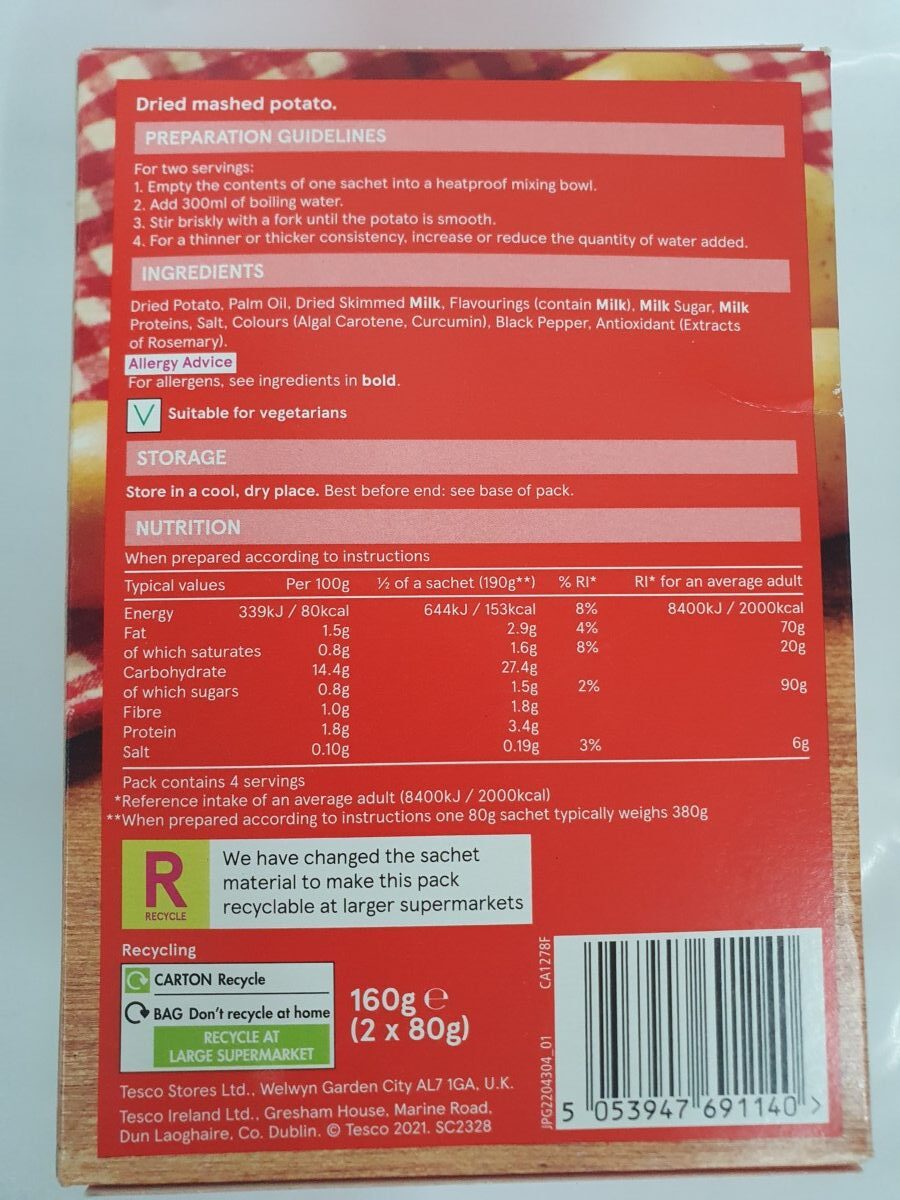 Dried mashed potato.
PREPARATION GUIDELINES
For two servings:
1. Empty the contents of one sachet into a heatproof mixing bowl.
2. Add 300ml of boiling water.
3. Stir briskly with a fork until the potato is smooth.
4. For a thinner or thicker consistency, increase or reduce the quantity of water added.
INGREDIENTS
Dried Potato, Palm Oil, Dried Skimmed Milk, Flavourings (contain Milk), Milk Sugar, Milk
Proteins, Salt, Colours (Algal Carotene, Curcumin), Black Pepper, Antioxidant (Extracts
of Rosemary).
Allergy Advice
For allergens, see ingredients in bold.
Suitable for vegetarians
STORAGE
Store in a cool, dry place. Best before end: see base of pack.
NUTRITION
When prepared according to instructions
Typical values Per 100g ½ of a sachet (190g**) % RI* RI* for an average adult
Energy 339kJ / 80kcal 644kJ / 153kcal 8% 8400kJ / 2000kcal
Fat 1.5g 2.9g 4% 70g
of which saturates 0.8g 1.6g 8% 20g
Carbohydrate 14.4g 27.4g
of which sugars 0.8g 1.5g 2% 90g
Fibre 1.0g 1.8g
Protein 1.8g 3.4g
Salt 0.10g 0.19g 3% 6g
Pack contains 4 servings
*Reference intake of an average adult (8400kJ / 2000kcal)
**When prepared according to instructions one 80g sachet typically weighs 380g
R
RECYCLE
We have changed the sachet
material to make this pack
recyclable at larger supermarkets
Recycling
CARTON Recycle
BAG Don't recycle at home
RECYCLE AT
LARGE SUPERMARKET
160g ℮
(2 x 80g)
Tesco Stores Ltd., Welwyn Garden City AL7 1GA, U.K.
Tesco Ireland Ltd., Gresham House, Marine Road,
Dun Laoghaire, Co. Dublin. © Tesco 2021. SC2328
JPG2204304_01 CA1278F
5 053947 691140 >